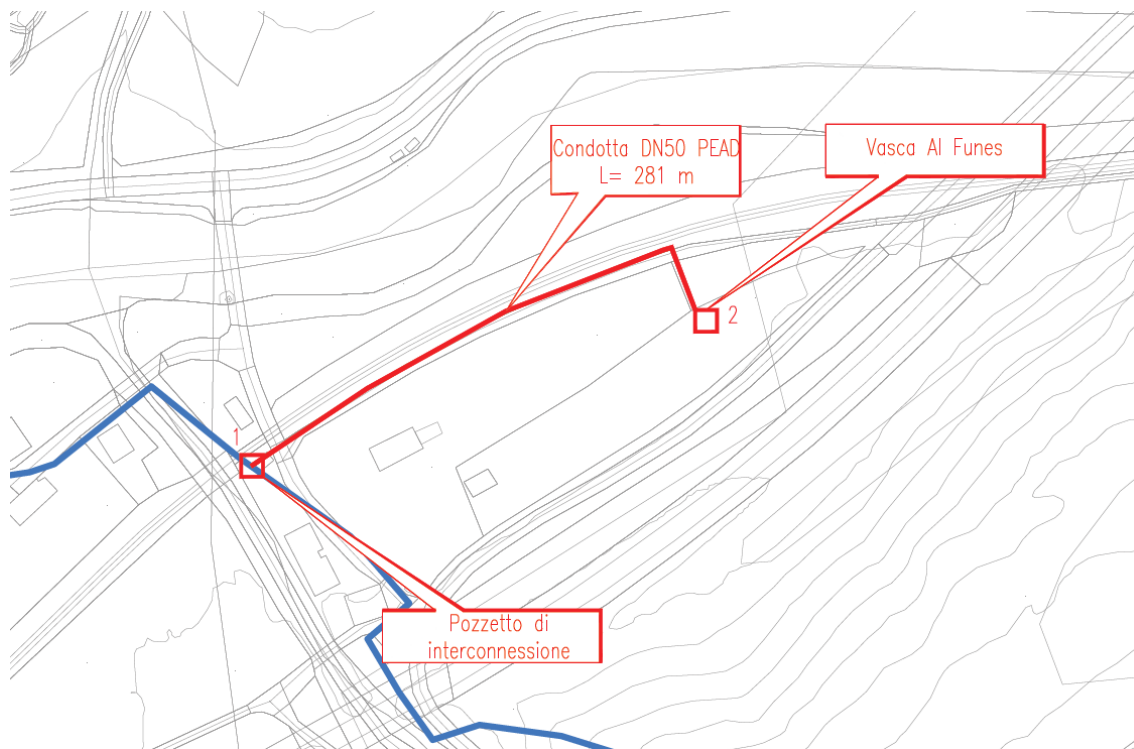 Condotta DN50 PEAD
L= 281 m
Vasca Al Funes
2
1
Pozzetto di
interconnessione